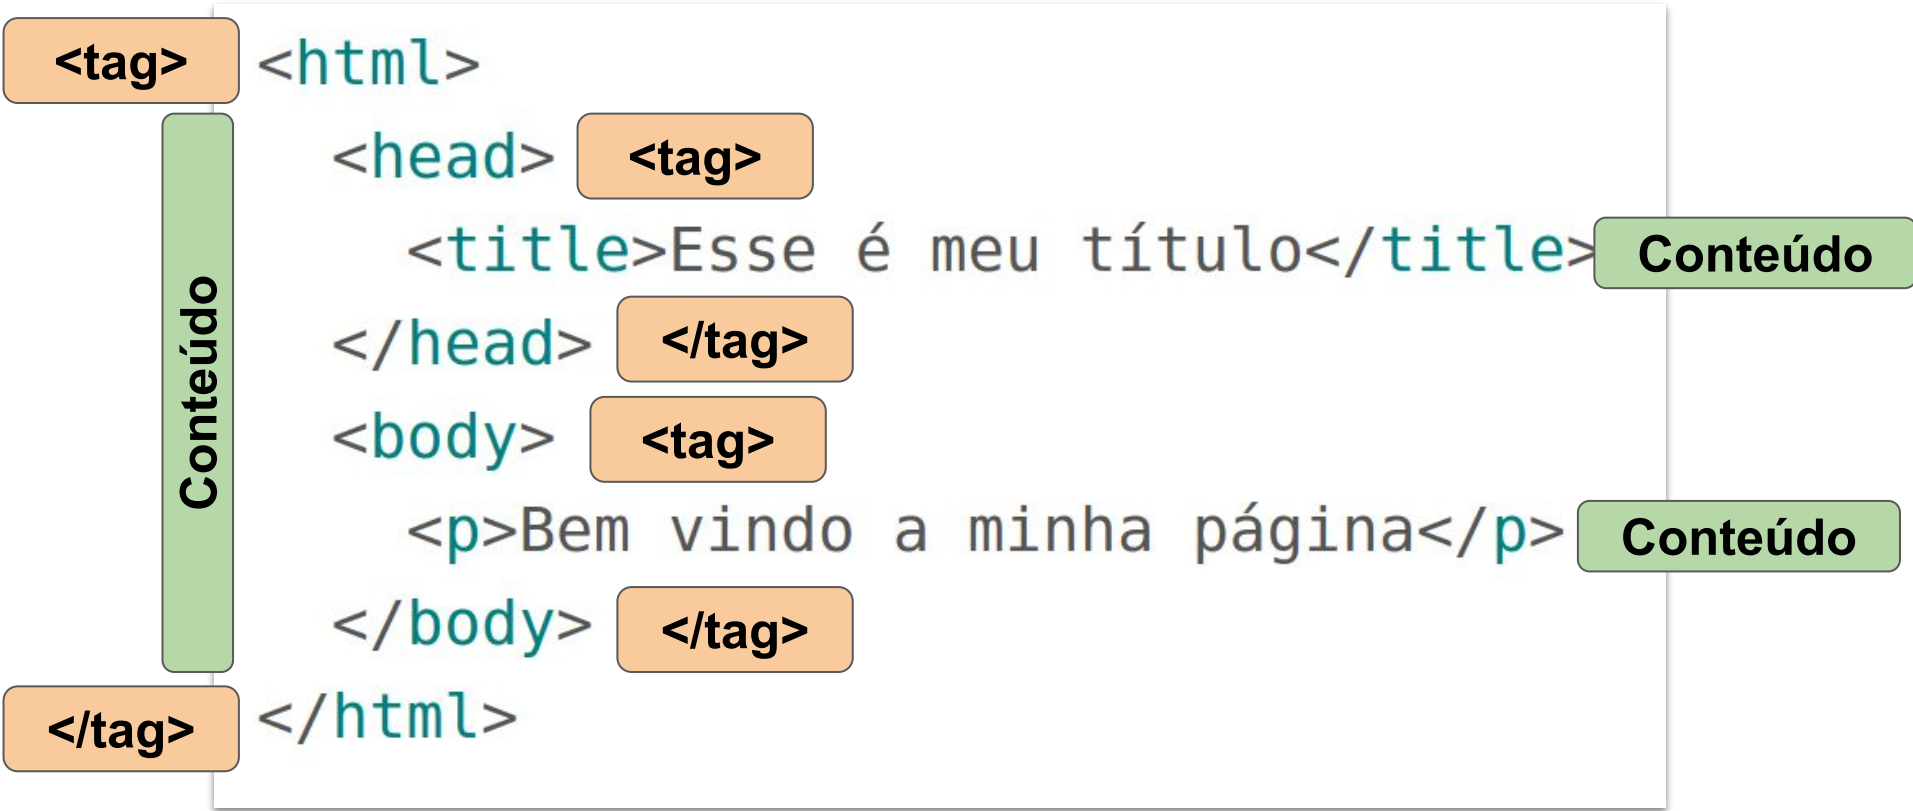 <tag> <html>
<head> <tag>
<title>Esse é meu título</title> Conteúdo
</head> </tag>
Conteúdo
<body> <tag>
<p>Bem vindo a minha página</p> Conteúdo
</body> </tag>
</tag> </html>